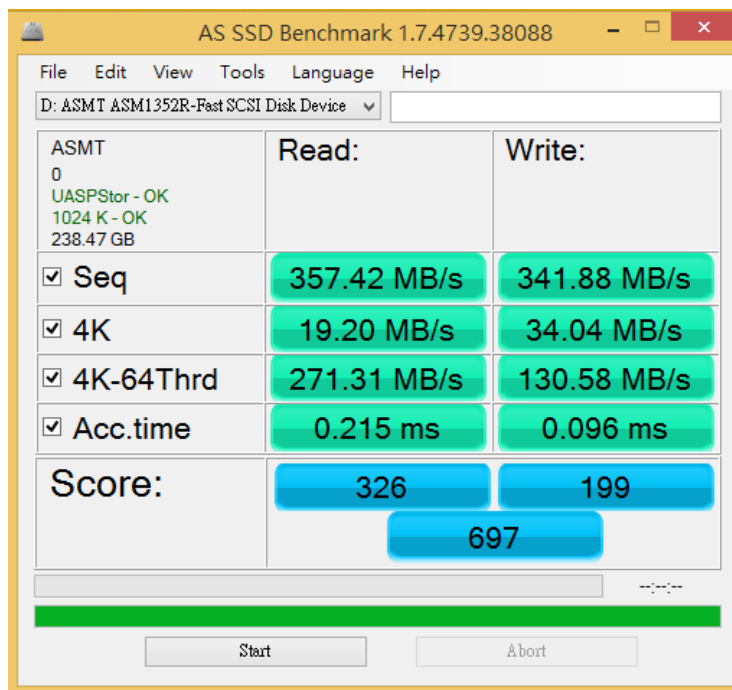 AS SSD Benchmark 1.7.4739.38088
File Edit View Tools Language Help
D: ASMT ASM1352R-Fast SCSI Disk Device
ASMT
0
UASPStor - OK
1024 K - OK
238.47 GB
Read:
Write:
Seq 357.42 MB/s 341.88 MB/s
4K 19.20 MB/s 34.04 MB/s
4K-64Thrd 271.31 MB/s 130.58 MB/s
Acc.time 0.215 ms 0.096 ms
Score: 326 199
697
--:--:--
Start Abort